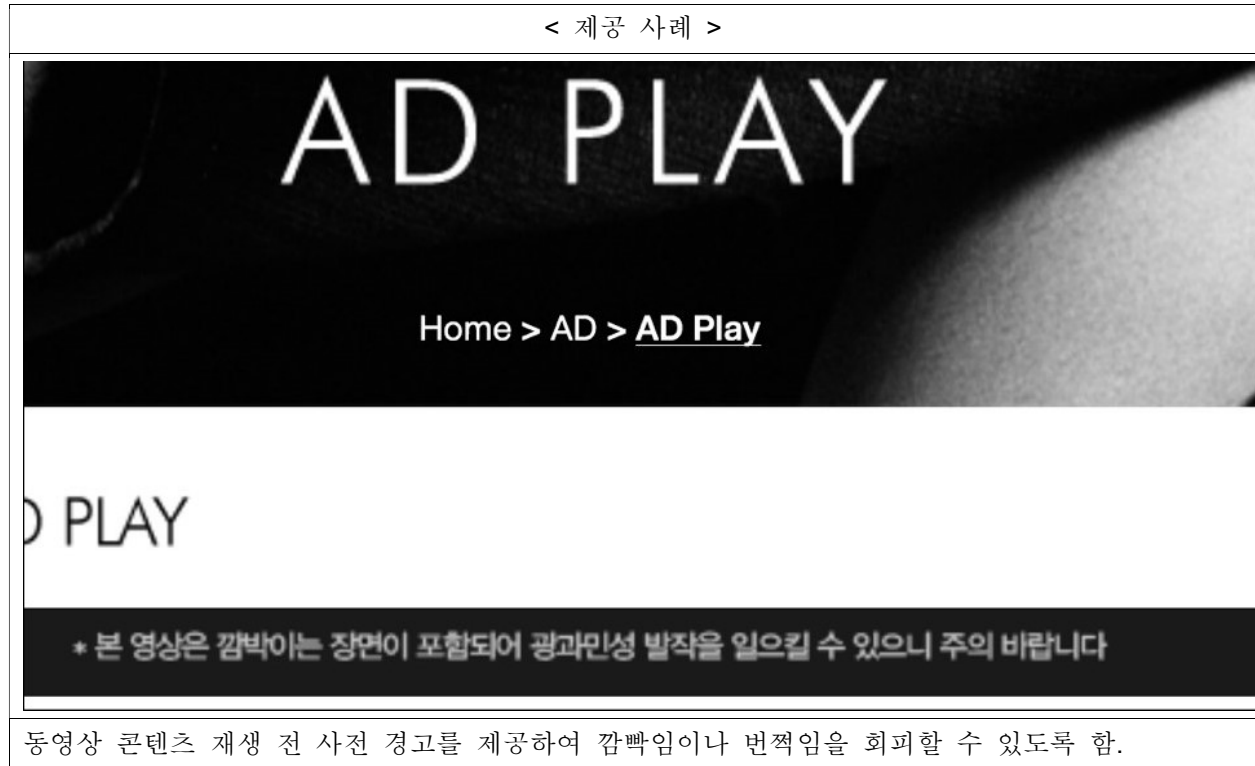 < 제공 사례 >
AD PLAY
Home > AD > AD Play
D PLAY
* 본 영상은 깜박이는 장면이 포함되어 광과민성 발작을 일으킬 수 있으니 주의 바랍니다
동영상 콘텐츠 재생 전 사전 경고를 제공하여 깜빡임이나 번쩍임을 회피할 수 있도록 함.